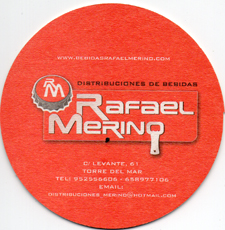 WWW.BEBIDASRAFAELMERINO.COM
RM
DISTRIBUCIONES DE BEBIDAS
RAFAEL
MERINO
C/ LEVANTE, 61
TORRE DEL MAR
TEL: 952566606 - 658977106
EMAIL:
DISTRIBUCIONES_MERINO@HOTMAIL.COM